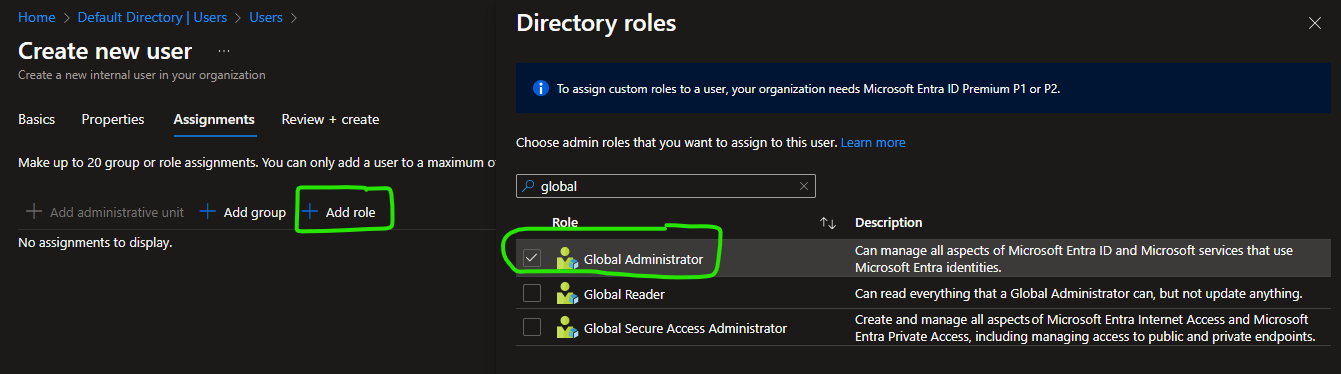 Home > Default Directory | Users > Users >
Create new user ...
Create a new internal user in your organization
Basics Properties Assignments Review + create
Make up to 20 group or role assignments. You can only add a user to a maximum o
Add administrative unit Add group Add role
No assignments to display.
Directory roles
To assign custom roles to a user, your organization needs Microsoft Entra ID Premium P1 or P2.
Choose admin roles that you want to assign to this user. Learn more
global
Role Description
Global Administrator Can manage all aspects of Microsoft Entra ID and Microsoft services that use
Microsoft Entra identities.
Global Reader Can read everything that a Global Administrator can, but not update anything.
Global Secure Access Administrator Create and manage all aspects of Microsoft Entra Internet Access and Microsoft
Entra Private Access, including managing access to public and private endpoints.